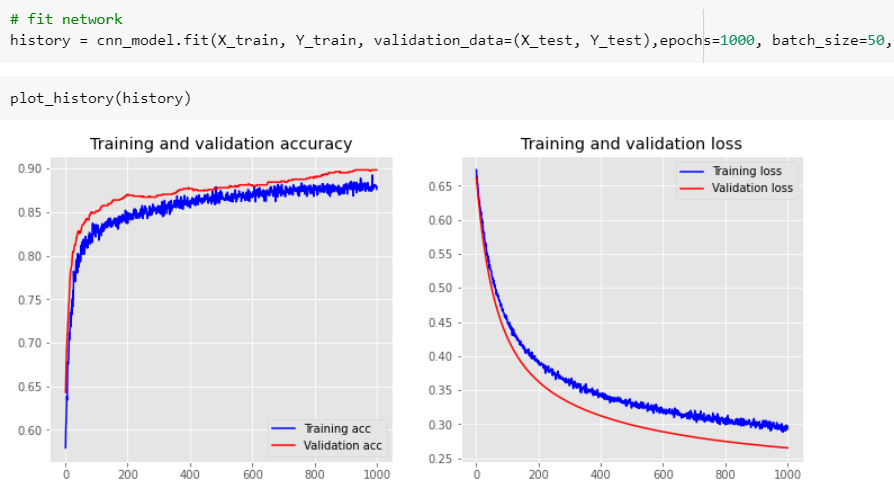 # fit network
history = cnn_model.fit(X_train, Y_train, validation_data=(X_test, Y_test),epochs=1000, batch_size=50,
plot_history(history)
Training and validation accuracy
0.90
0.85
0.80
0.75
0.70
0.65
0.60
Training acc
Validation acc
0 200 400 600 800 1000
Training and validation loss
Training loss
Validation loss
0.65
0.60
0.55
0.50
0.45
0.40
0.35
0.30
0.25
0 200 400 600 800 1000